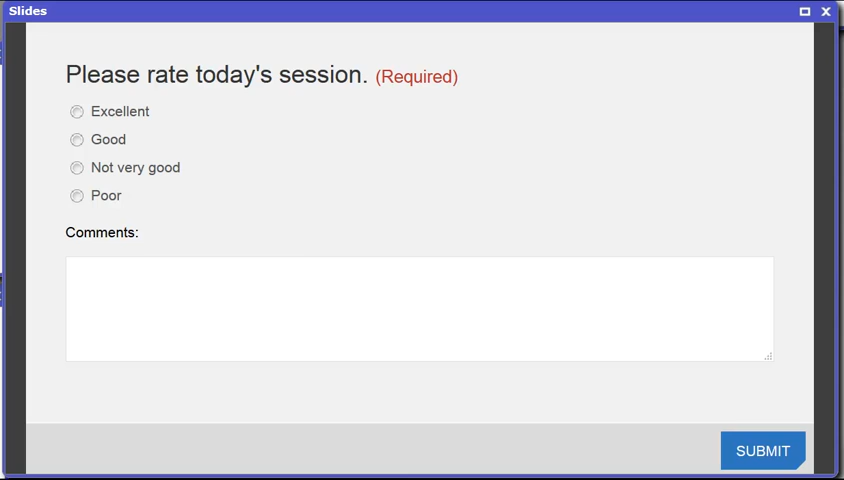 Slides
Please rate today's session. (Required)
Excellent
Good
Not very good
Poor
Comments:
SUBMIT